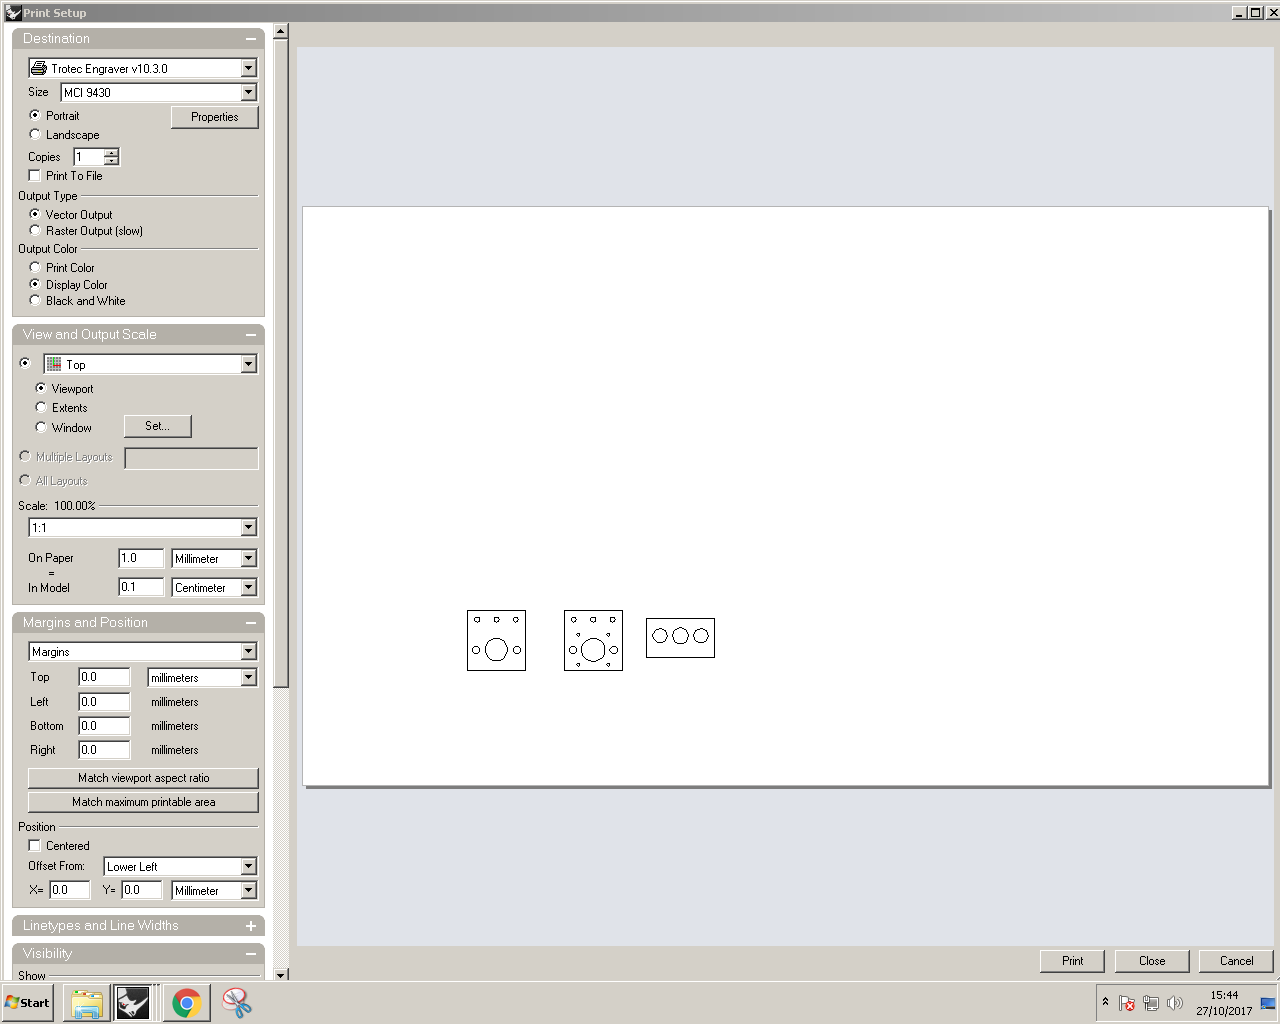 Print Setup
Destination
Trotec Engraver v10.3.0
Size MCI 9430
Portrait Properties
Landscape
Copies 1
Print To File
Output Type
Vector Output
Raster Output (slow)
Output Color
Print Color
Display Color
Black and White
View and Output Scale
Top
Viewport
Extents
Window Set...
Multiple Layouts
All Layouts
Scale: 100.00%
1:1
On Paper 1.0 Millimeter
=
In Model 0.1 Centimeter
Margins and Position
Margins
Top 0.0 millimeters
Left 0.0 millimeters
Bottom 0.0 millimeters
Right 0.0 millimeters
Match viewport aspect ratio
Match maximum printable area
Position
Centered
Offset From: Lower Left
X= 0.0 Y= 0.0 Millimeter
Linetypes and Line Widths
Visibility
Show
Print Close Cancel
Start
15:44
27/10/2017